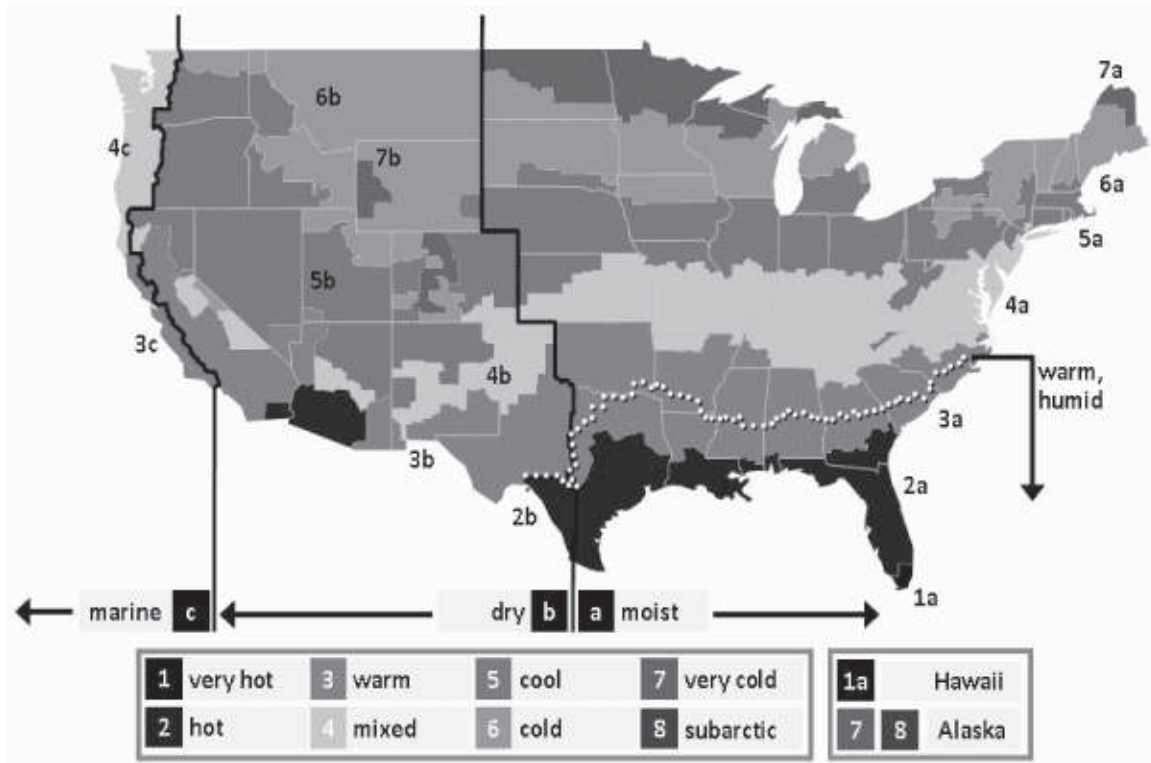 7a
6b
4c
7b
6a
5a
5b
4a
3c
4b
warm,
humid
3a
3b
2a
2b
1a
marine c
dry b a moist
1 very hot 3 warm 5 cool 7 very cold
2 hot 4 mixed 6 cold 8 subarctic
1a Hawaii
7 8 Alaska